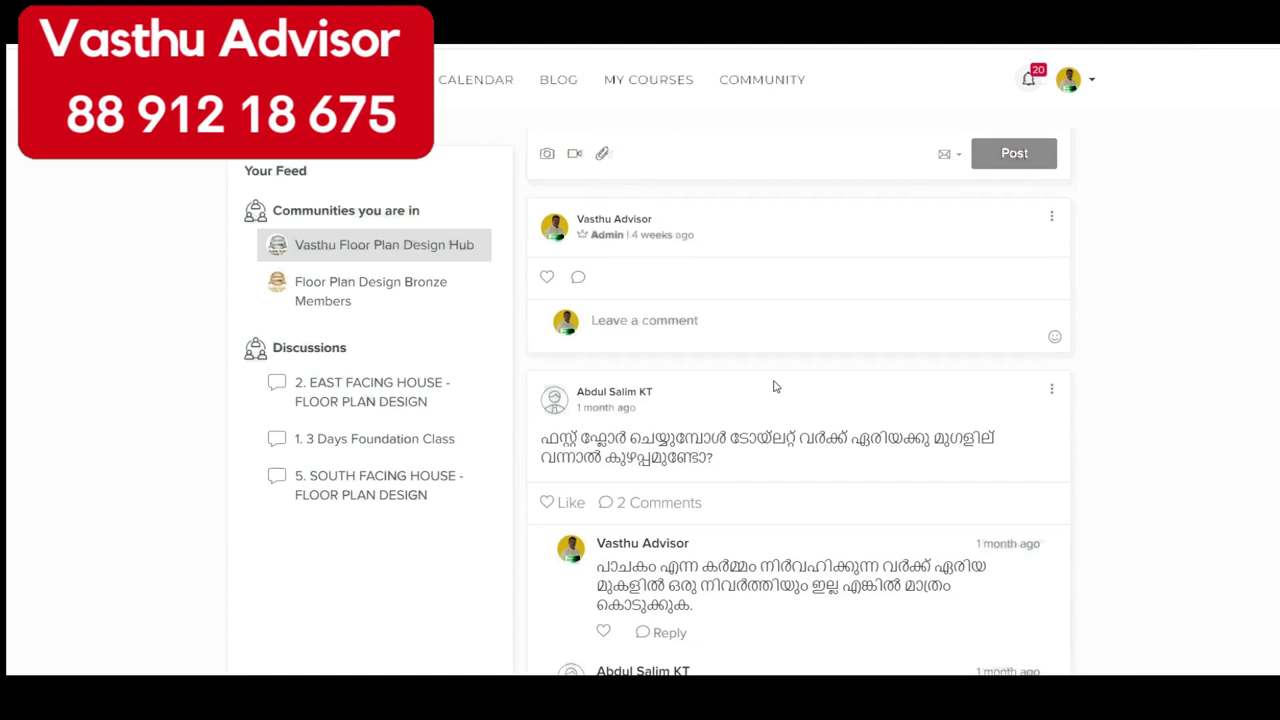 Vasthu Advisor
88 912 18 675
CALENDAR BLOG MY COURSES COMMUNITY
20
Your Feed
Communities you are in
Vasthu Floor Plan Design Hub
Floor Plan Design Bronze
Members
Discussions
2. EAST FACING HOUSE -
FLOOR PLAN DESIGN
1. 3 Days Foundation Class
5. SOUTH FACING HOUSE -
FLOOR PLAN DESIGN
Post
Vasthu Advisor
Admin | 4 weeks ago
Leave a comment
Abdul Salim KT
1 month ago
ഫസ്റ്റ് ഫ്ലോർ ചെയ്യുമ്പോൾ ടോയ്ലറ്റ് വർക്ക് ഏരിയക്കു മുഗളില്
വന്നാൽ കുഴപ്പമുണ്ടോ?
Like 2 Comments
Vasthu Advisor 1 month ago
പാചകം എന്ന കർമ്മം നിർവഹിക്കുന്ന വർക്ക് ഏരിയ
മുകളിൽ ഒരു നിവർത്തിയും ഇല്ല എങ്കിൽ മാത്രം
കൊടുക്കുക.
Reply
Abdul Salim KT 1 month ago